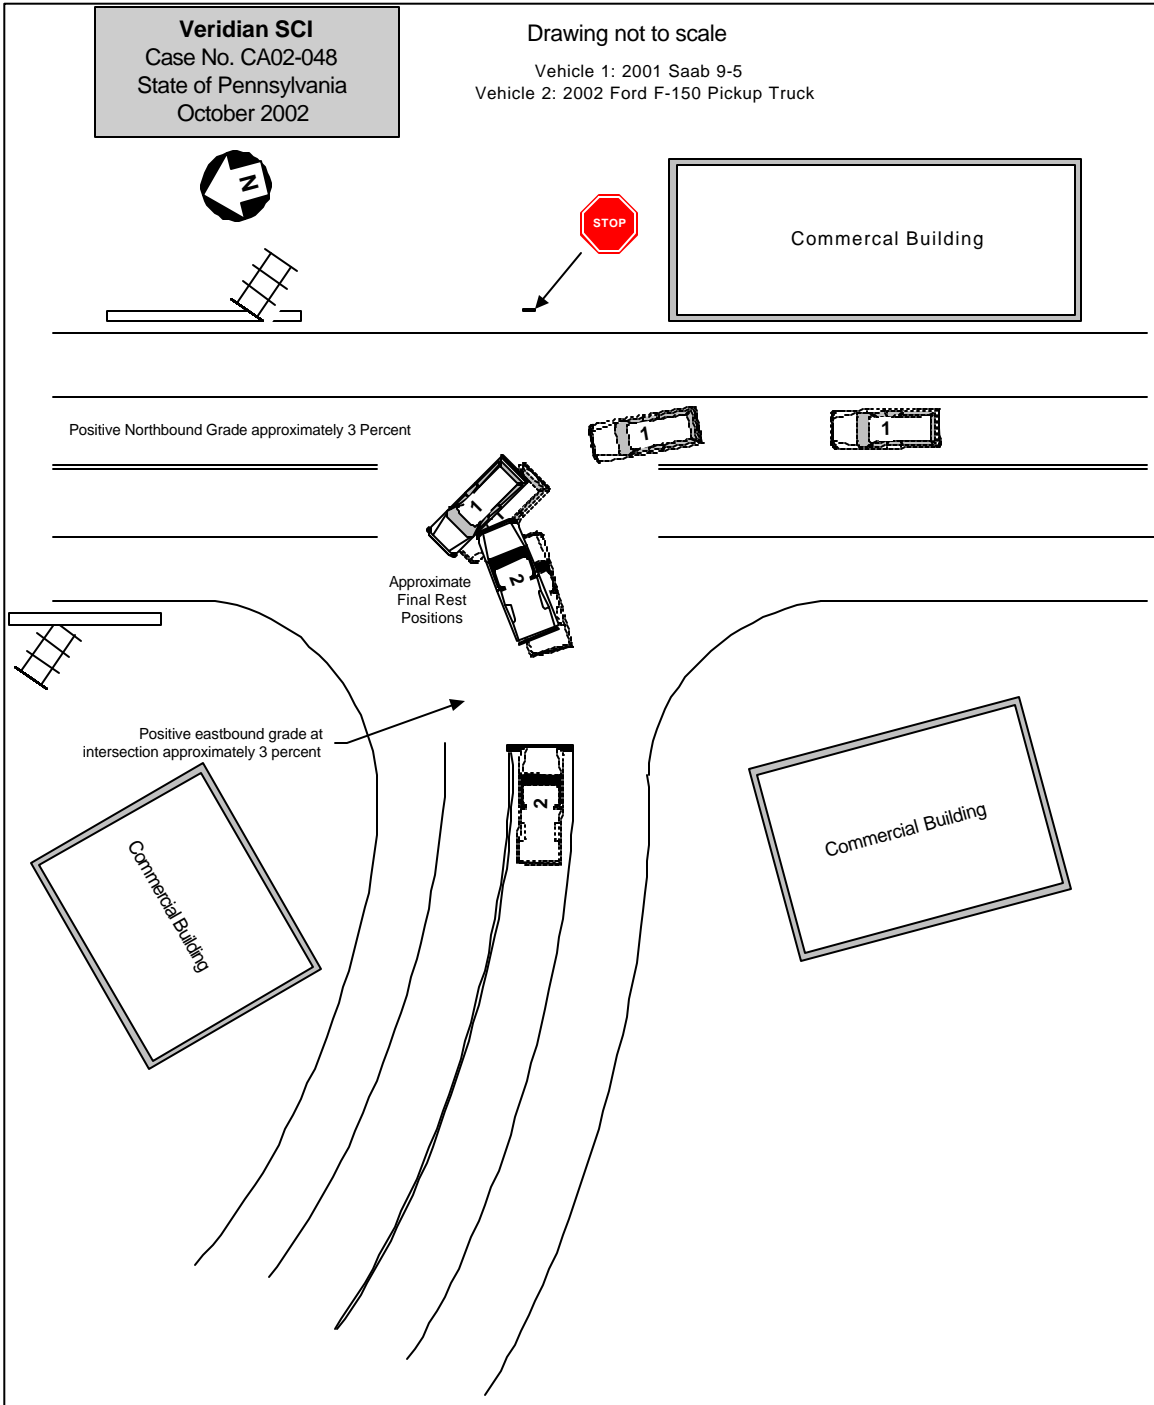 Veridian SCI
Case No. CA02-048
State of Pennsylvania
October 2002
Drawing not to scale
Vehicle 1: 2001 Saab 9-5
Vehicle 2: 2002 Ford F-150 Pickup Truck
N
STOP
Commercal Building
Positive Northbound Grade approximately 3 Percent
1
1
1
2
Approximate
Final Rest
Positions
Positive eastbound grade at
intersection approximately 3 percent
2
Commercial Building
Commercial Building